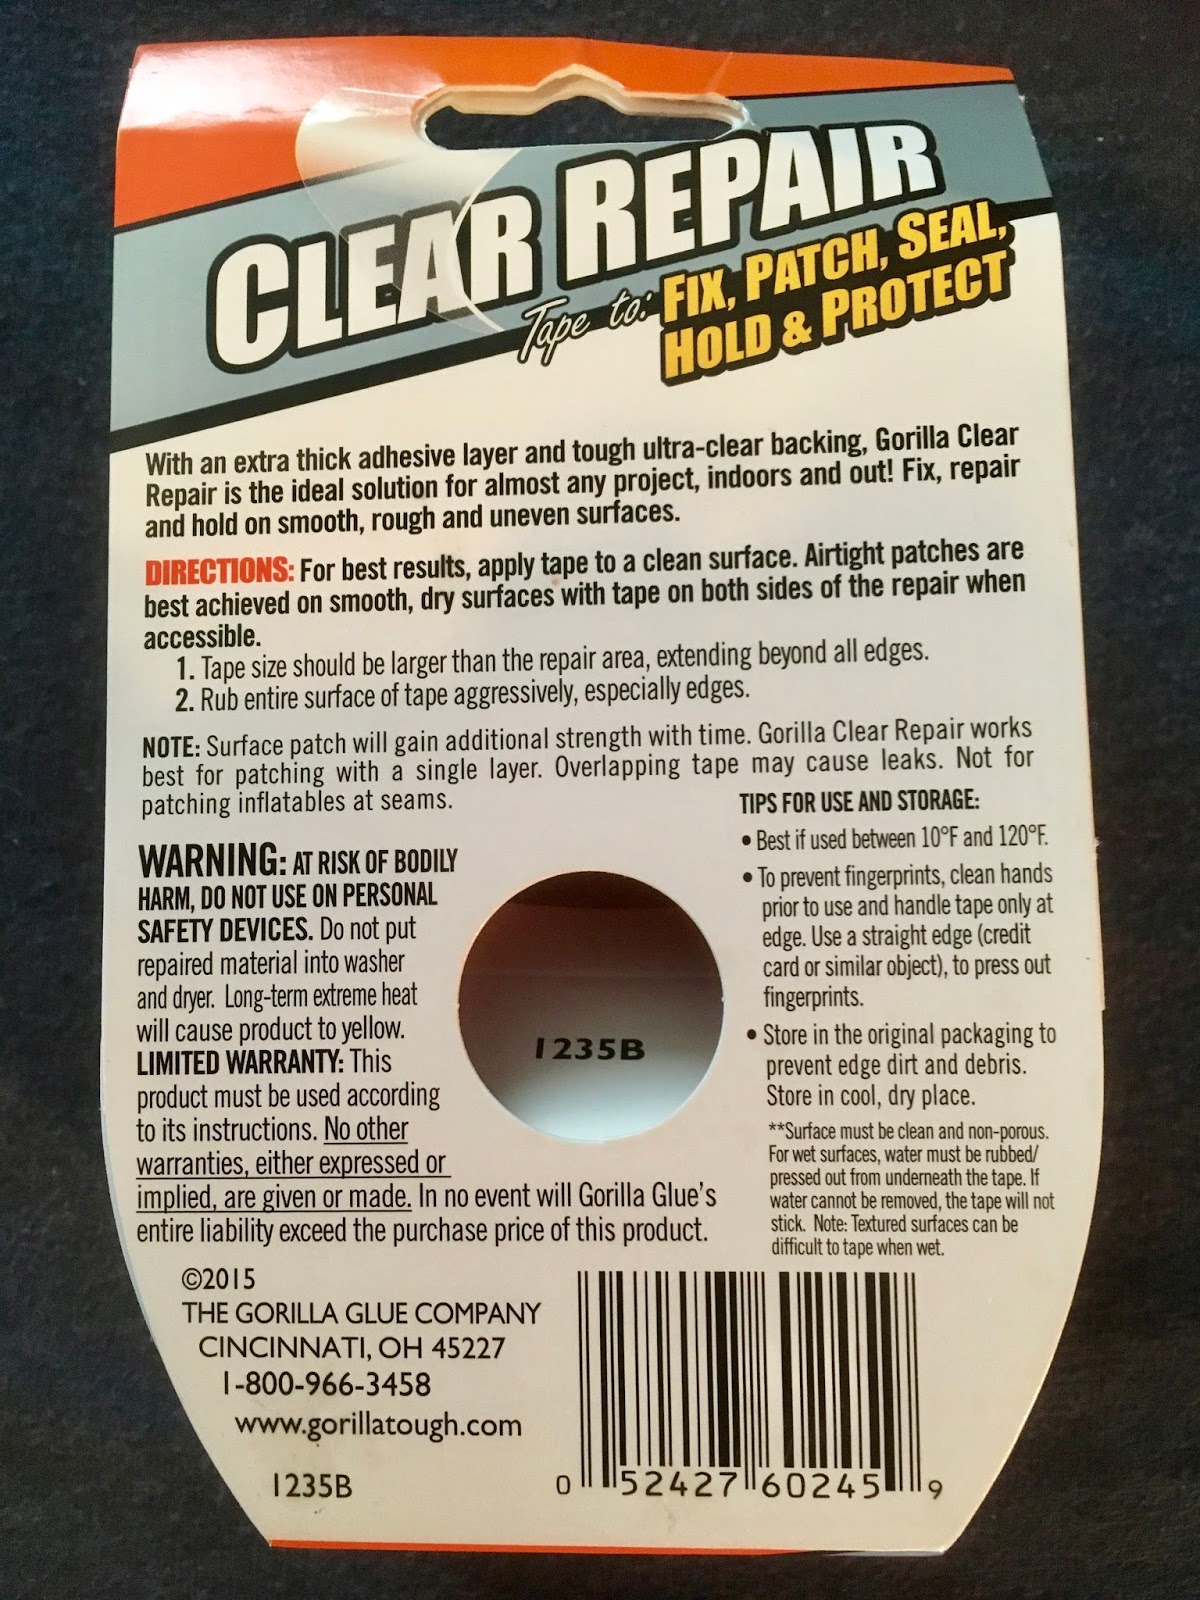 CLEAR REPAIR
Tape to: FIX, PATCH, SEAL,
HOLD & PROTECT
With an extra thick adhesive layer and tough ultra-clear backing, Gorilla Clear
Repair is the ideal solution for almost any project, indoors and out! Fix, repair
and hold on smooth, rough and uneven surfaces.
DIRECTIONS: For best results, apply tape to a clean surface. Airtight patches are
best achieved on smooth, dry surfaces with tape on both sides of the repair when
accessible.
1. Tape size should be larger than the repair area, extending beyond all edges.
2. Rub entire surface of tape aggressively, especially edges.
NOTE: Surface patch will gain additional strength with time. Gorilla Clear Repair works
best for patching with a single layer. Overlapping tape may cause leaks. Not for
patching inflatables at seams.
WARNING: AT RISK OF BODILY
HARM, DO NOT USE ON PERSONAL
SAFETY DEVICES. Do not put
repaired material into washer
and dryer. Long-term extreme heat
will cause product to yellow.
LIMITED WARRANTY: This
product must be used according
to its instructions. No other
warranties, either expressed or
implied, are given or made. In no event will Gorilla Glue's
entire liability exceed the purchase price of this product.
1235B
TIPS FOR USE AND STORAGE:
• Best if used between 10°F and 120°F.
• To prevent fingerprints, clean hands
prior to use and handle tape only at
edge. Use a straight edge (credit
card or similar object), to press out
fingerprints.
• Store in the original packaging to
prevent edge dirt and debris.
Store in cool, dry place.
**Surface must be clean and non-porous.
For wet surfaces, water must be rubbed/
pressed out from underneath the tape. If
water cannot be removed, the tape will not
stick. Note: Textured surfaces can be
difficult to tape when wet.
©2015
THE GORILLA GLUE COMPANY
CINCINNATI, OH 45227
1-800-966-3458
www.gorillatough.com
1235B
0 52427 60245 9